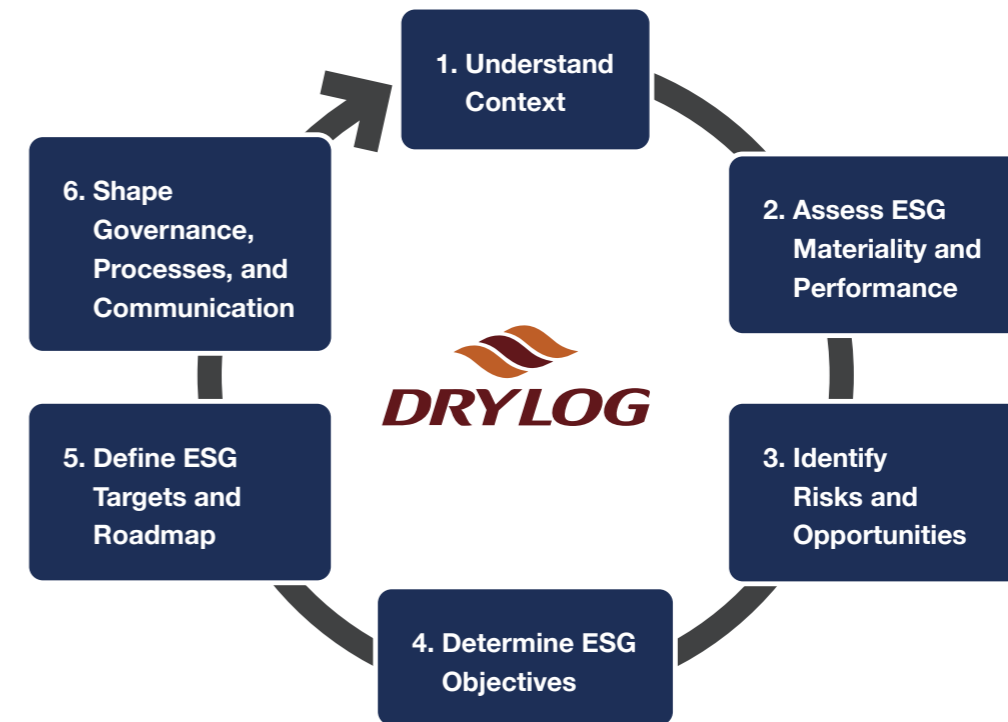 1. Understand
Context
2. Assess ESG
Materiality and
Performance
3. Identify
Risks and
Opportunities
4. Determine ESG
Objectives
5. Define ESG
Targets and
Roadmap
6. Shape
Governance,
Processes, and
Communication
DRYLOG